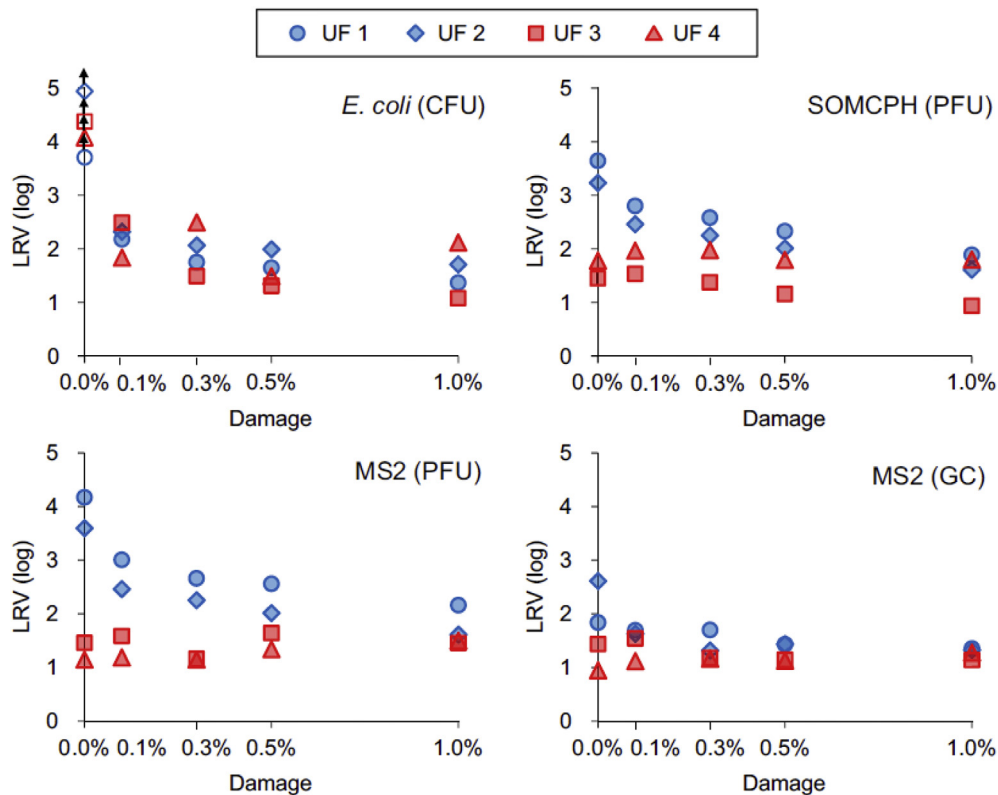 UF 1 UF 2 UF 3 UF 4
E. coli (CFU)
5
4
3
2
1
0
LRV (log)
0.0% 0.1% 0.3% 0.5% 1.0%
Damage
SOMCPH (PFU)
5
4
3
2
1
0
LRV (log)
0.0% 0.1% 0.3% 0.5% 1.0%
Damage
MS2 (PFU)
5
4
3
2
1
0
LRV (log)
0.0% 0.1% 0.3% 0.5% 1.0%
Damage
MS2 (GC)
5
4
3
2
1
0
LRV (log)
0.0% 0.1% 0.3% 0.5% 1.0%
Damage